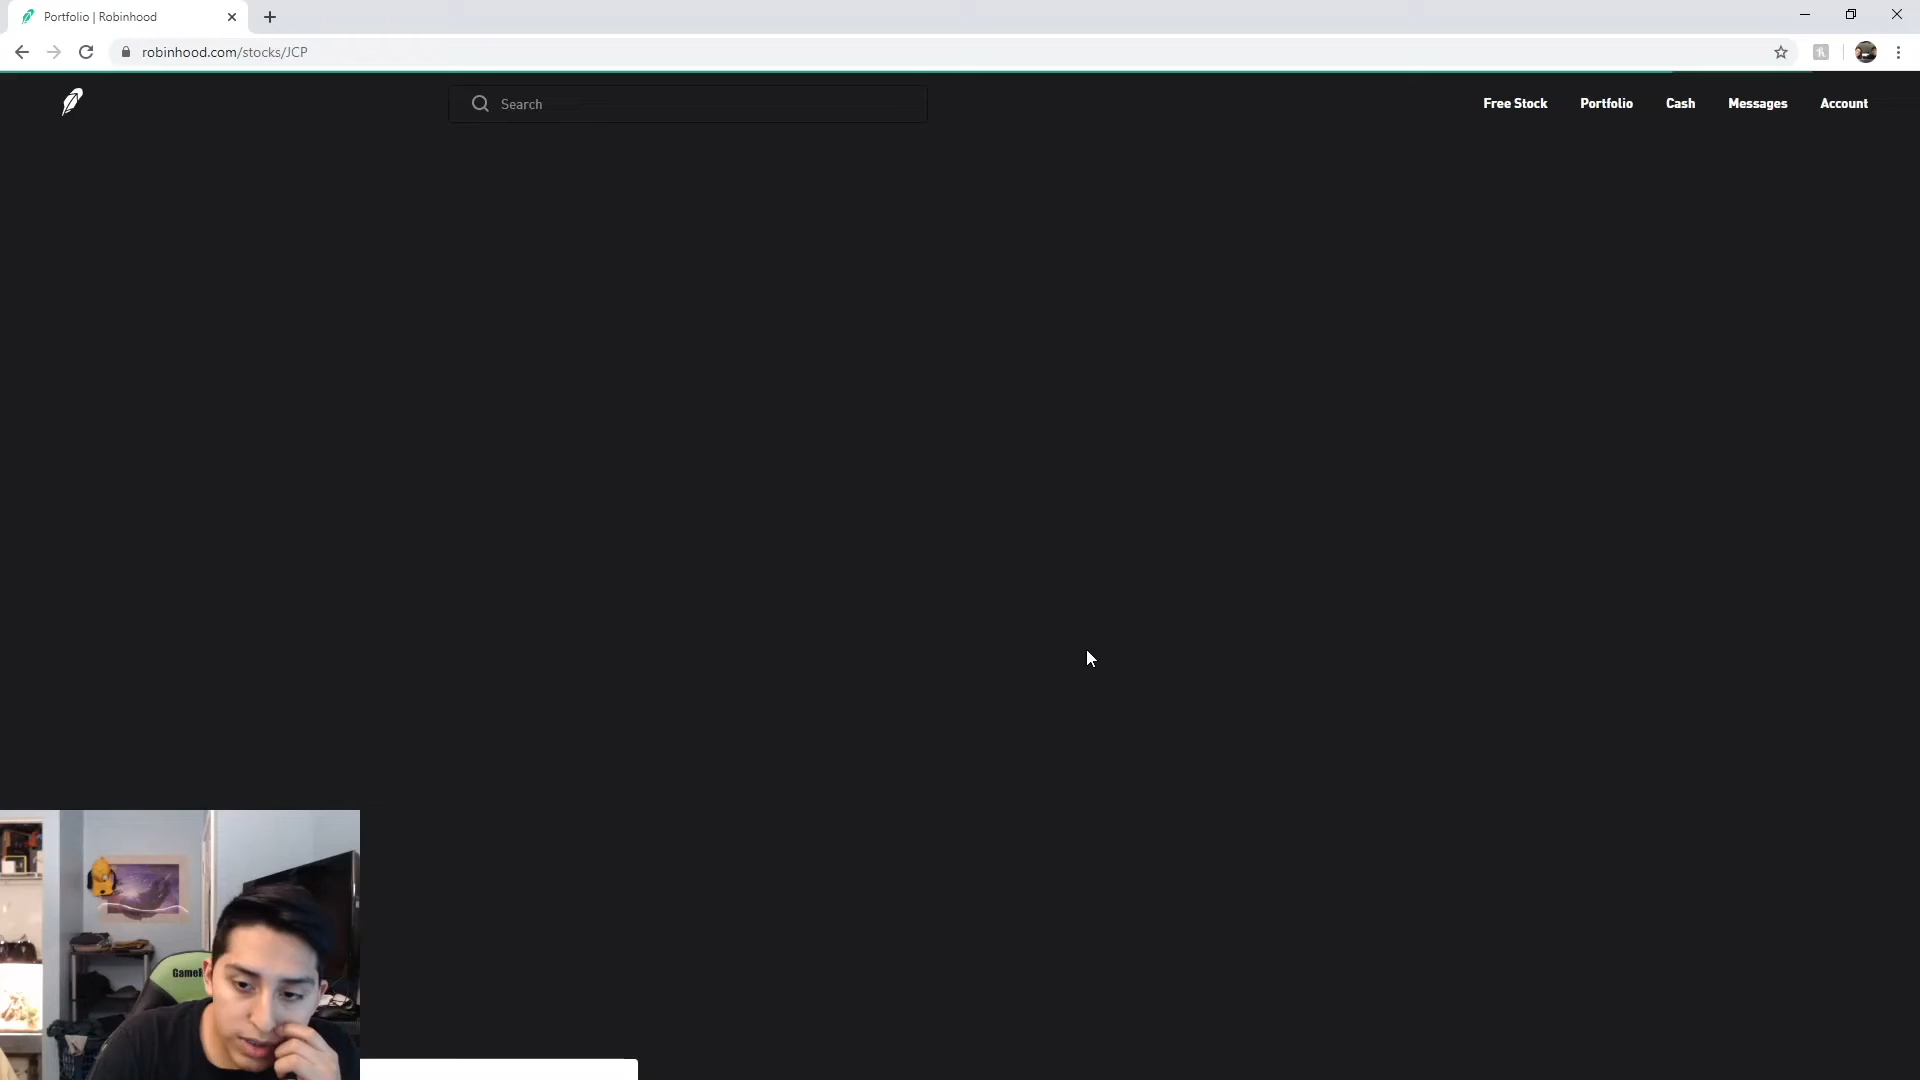 Portfolio | Robinhood
robinhood.com/stocks/JCP
Search
Free Stock
Portfolio
Cash
Messages
Account